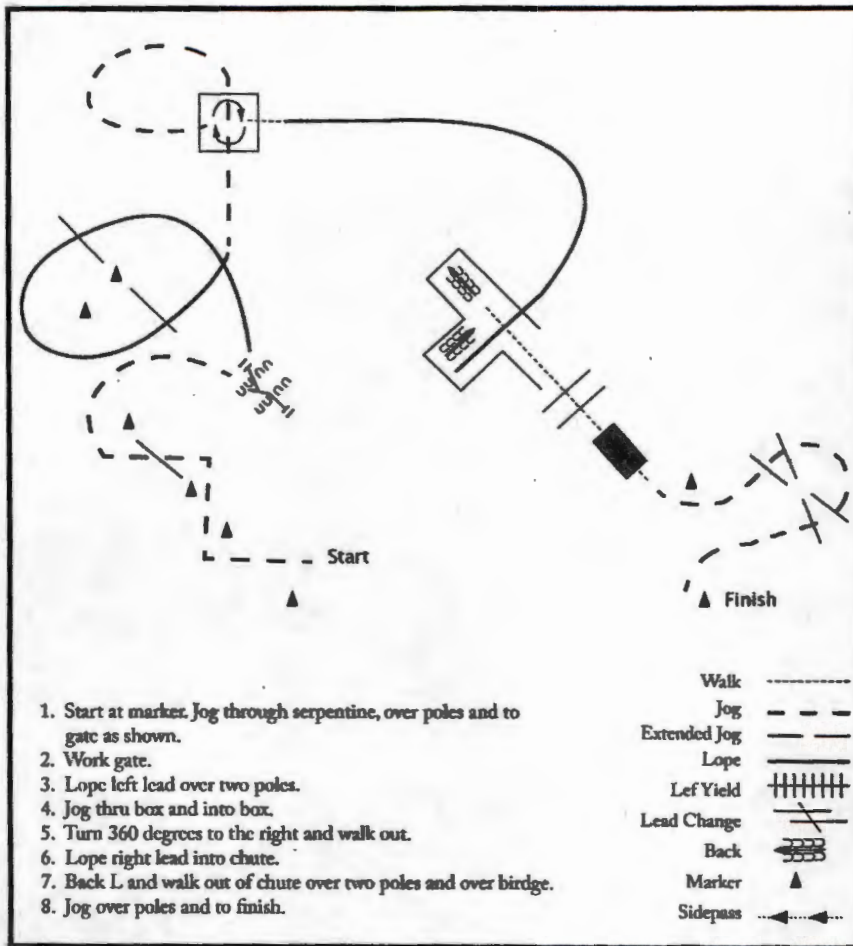 Start
Finish
1. Start at marker. Jog through serpentine, over poles and to
gate as shown.
2. Work gate.
3. Lope left lead over two poles.
4. Jog thru box and into box.
5. Turn 360 degrees to the right and walk out.
6. Lope right lead into chute.
7. Back L and walk out of chute over two poles and over birdge.
8. Jog over poles and to finish.
Walk
Jog
Extended Jog
Lope
Lef Yield
Lead Change
Back
Marker
Sidepass